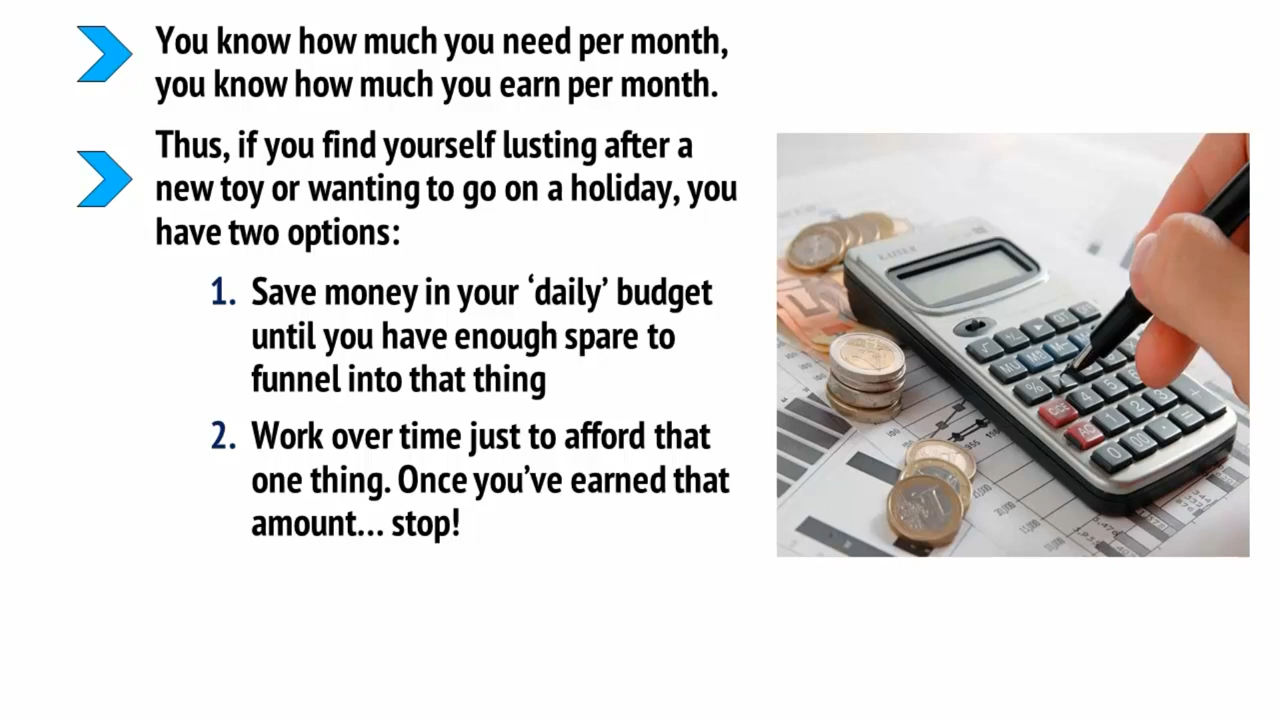 You know how much you need per month,
you know how much you earn per month.
Thus, if you find yourself lusting after a
new toy or wanting to go on a holiday, you
have two options:
1. Save money in your ‘daily’ budget
until you have enough spare to
funnel into that thing
2. Work over time just to afford that
one thing. Once you’ve earned that
amount... stop!